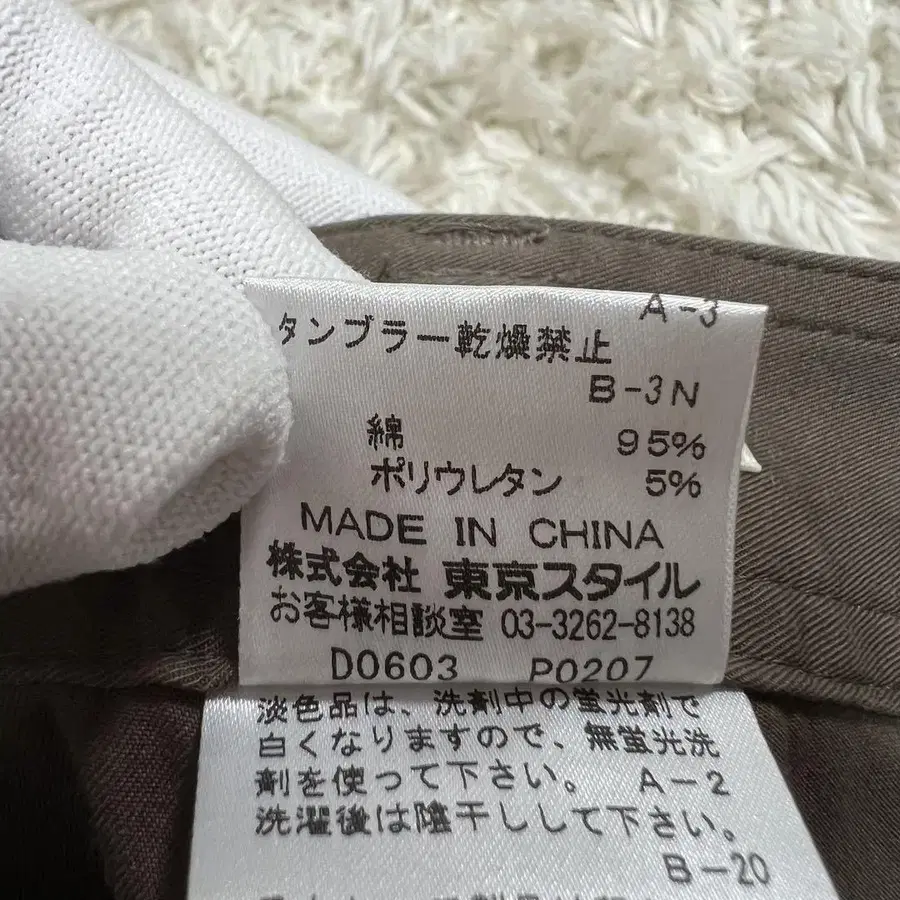 A-3
タンブラー乾燥禁止
B-3N
綿 95%
ポリウレタン 5%
MADE IN CHINA
株式会社 東京スタイル
お客様相談室 03-3262-8138
D0603 P0207
淡色品は、洗剤中の蛍光剤で
白くなりますので、無蛍光洗
剤を使って下さい。 A-2
洗濯後は陰干しして下さい。
B-20